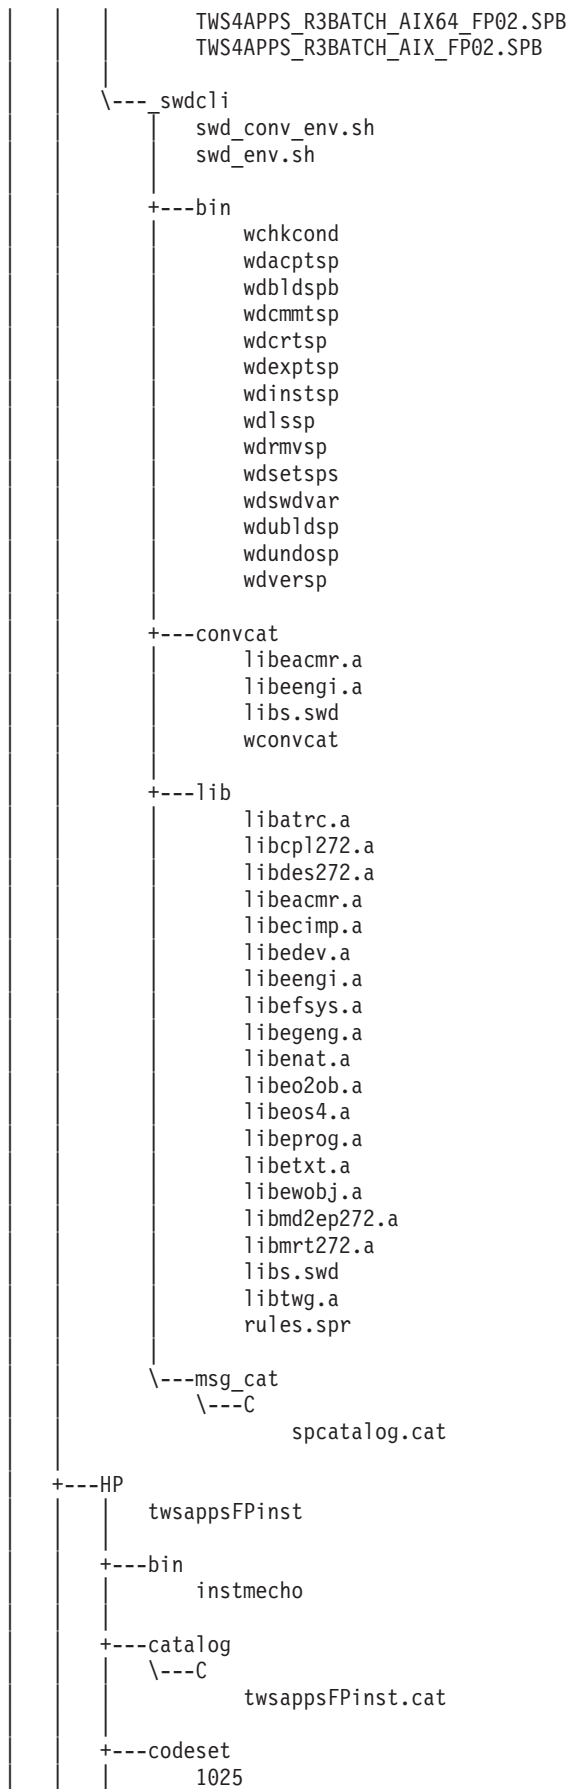 |   |   |       TWS4APPS_R3BATCH_AIX64_FP02.SPB
|   |   |       TWS4APPS_R3BATCH_AIX_FP02.SPB
|   |   |
|   |   \---_swdcli
|   |       |   swd_conv_env.sh
|   |       |   swd_env.sh
|   |       |
|   |       +---bin
|   |       |       wchkcond
|   |       |       wdacptsp
|   |       |       wdbldspb
|   |       |       wdcmmtsp
|   |       |       wdcrtsp
|   |       |       wdexptsp
|   |       |       wdinstsp
|   |       |       wdlssp
|   |       |       wdrmvsp
|   |       |       wdsetsps
|   |       |       wdswdvar
|   |       |       wdubldsp
|   |       |       wdundosp
|   |       |       wdversp
|   |       |
|   |       +---convcat
|   |       |       libeacmr.a
|   |       |       libeengi.a
|   |       |       libs.swd
|   |       |       wconvcat
|   |       |
|   |       +---lib
|   |       |       libatrc.a
|   |       |       libcpl272.a
|   |       |       libdes272.a
|   |       |       libeacmr.a
|   |       |       libecimp.a
|   |       |       libedev.a
|   |       |       libeengi.a
|   |       |       libefsys.a
|   |       |       libegeng.a
|   |       |       libenat.a
|   |       |       libeo2ob.a
|   |       |       libeos4.a
|   |       |       libeprog.a
|   |       |       libetxt.a
|   |       |       libewobj.a
|   |       |       libmd2ep272.a
|   |       |       libmrt272.a
|   |       |       libs.swd
|   |       |       libtwg.a
|   |       |       rules.spr
|   |       |
|   |       \---msg_cat
|   |           \---C
|   |                   spcatalog.cat
|   |
|   +---HP
|   |   |   twsappsFPinst
|   |   |
|   |   +---bin
|   |   |       instmecho
|   |   |
|   |   +---catalog
|   |   |   \---C
|   |   |           twsappsFPinst.cat
|   |   |
|   |   +---codeset
|   |   |       1025